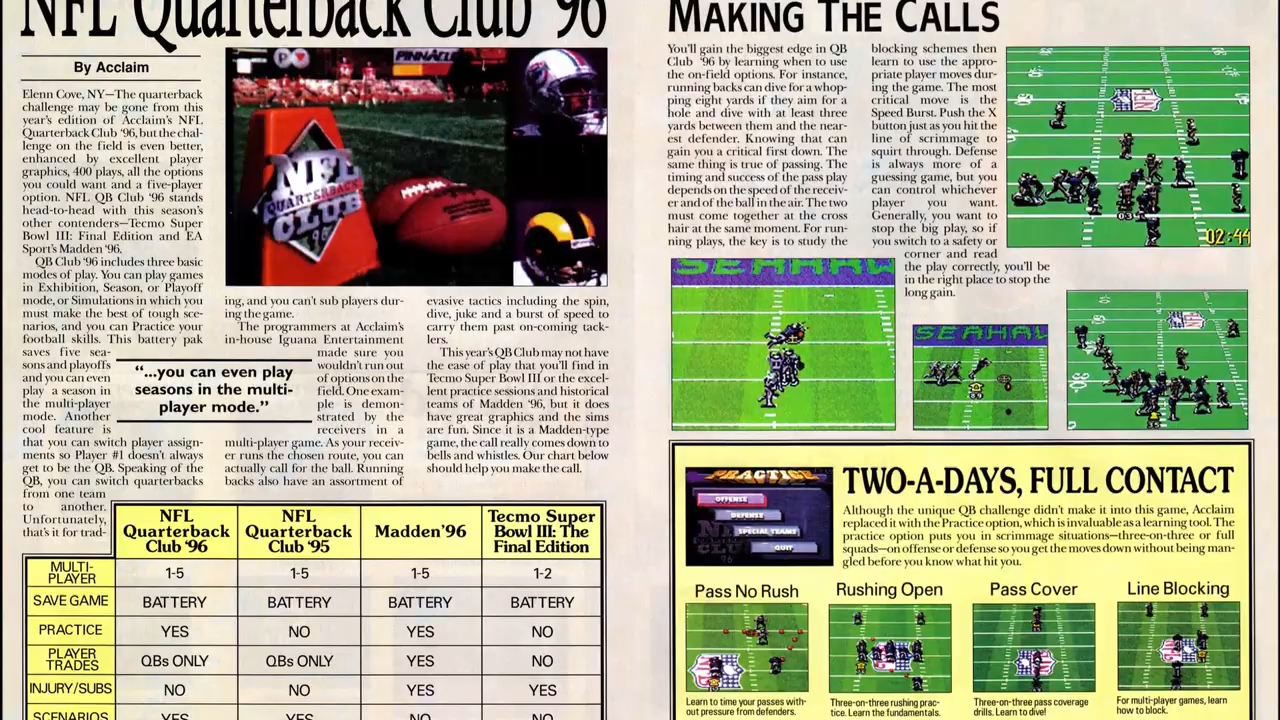 NFL Quarterback Club '96
By Acclaim
Elenn Cove, NY—The quarterback
challenge may be gone from this
year's edition of Acclaim's NFL
Quarterback Club '96, but the chal-
lenge on the field is even better,
enhanced by excellent player
graphics, 400 plays, all the options
you could want and a five-player
option. NFL QB Club '96 stands
head-to-head with this season's
other contenders—Tecmo Super
Bowl III: Final Edition and EA
Sport's Madden '96.
QB Club '96 includes three basic
modes of play. You can play games
in Exhibition, Season, or Playoff
mode, or Simulations in which you
must make the best of tough sce-
narios, and you can Practice your
football skills. This battery pak
saves five sea-
sons and playoffs
and you can even
play a season in
the multi-player
mode. Another
cool feature is
that you can switch player assign-
ments so Player #1 doesn't always
get to be the QB. Speaking of the
QB, you can switch quarterbacks
from one team
to another.
Unfortunately,
that's it for trad-
NFL
QUARTERBACK
CLUB
96
"...you can even play
seasons in the multi-
player mode."
ing, and you can't sub players dur-
ing the game.
The programmers at Acclaim's
in-house Iguana Entertainment
made sure you
wouldn't run out
of options on the
field. One exam-
ple is demon-
strated by the
receivers in a
multi-player game. As your receiv-
er runs the chosen route, you can
actually call for the ball. Running
backs also have an assortment of
evasive tactics including the spin,
dive, juke and a burst of speed to
carry them past on-coming tack-
lers.
This year's QB Club may not have
the ease of play that you'll find in
Tecmo Super Bowl III or the excel-
lent practice sessions and historical
teams of Madden '96, but it does
have great graphics and the sims
are fun. Since it is a Madden-type
game, the call really comes down to
bells and whistles. Our chart below
should help you make the call.
NFL Quarterback Club '96 NFL Quarterback Club '95 Madden '96 Tecmo Super Bowl III: The Final Edition
MULTI-PLAYER 1-5 1-5 1-5 1-2
SAVE GAME BATTERY BATTERY BATTERY BATTERY
PRACTICE YES NO YES NO
PLAYER TRADES QBs ONLY QBs ONLY YES NO
INJURY/SUBS NO NO YES YES
SCENARIOS YES YES NO NO
MAKING THE CALLS
You'll gain the biggest edge in QB
Club '96 by learning when to use
the on-field options. For instance,
running backs can dive for a whop-
ping eight yards if they aim for a
hole and dive with at least three
yards between them and the near-
est defender. Knowing that can
gain you a critical first down. The
same thing is true of passing. The
timing and success of the pass play
depends on the speed of the receiv-
er and of the ball in the air. The two
must come together at the cross
hair at the same moment. For run-
ning plays, the key is to study the
blocking schemes then
learn to use the appro-
priate player moves dur-
ing the game. The most
critical move is the
Speed Burst. Push the X
button just as you hit the
line of scrimmage to
squirt through. Defense
is always more of a
guessing game, but you
can control whichever
player you want.
Generally, you want to
stop the big play, so if
you switch to a safety or
corner and read
the play correctly, you'll be
in the right place to stop the
long gain.
NFL
02:44
SEAHAW
SEAHAW
NFL
TWO-A-DAYS, FULL CONTACT
Although the unique QB challenge didn't make it into this game, Acclaim
replaced it with the Practice option, which is invaluable as a learning tool. The
practice option puts you in scrimmage situations—three-on-three or full
squads—on offense or defense so you get the moves down without being man-
gled before you know what hit you.
PRACTICE
OFFENSE
DEFENSE
SPECIAL TEAMS
QUIT
Pass No Rush
Learn to time your passes with-
out pressure from defenders.
Rushing Open
Three-on-three rushing prac-
tice. Learn the fundamentals.
Pass Cover
Three-on-three pass coverage
drills. Learn to dive!
Line Blocking
For multi-player games, learn
how to block.